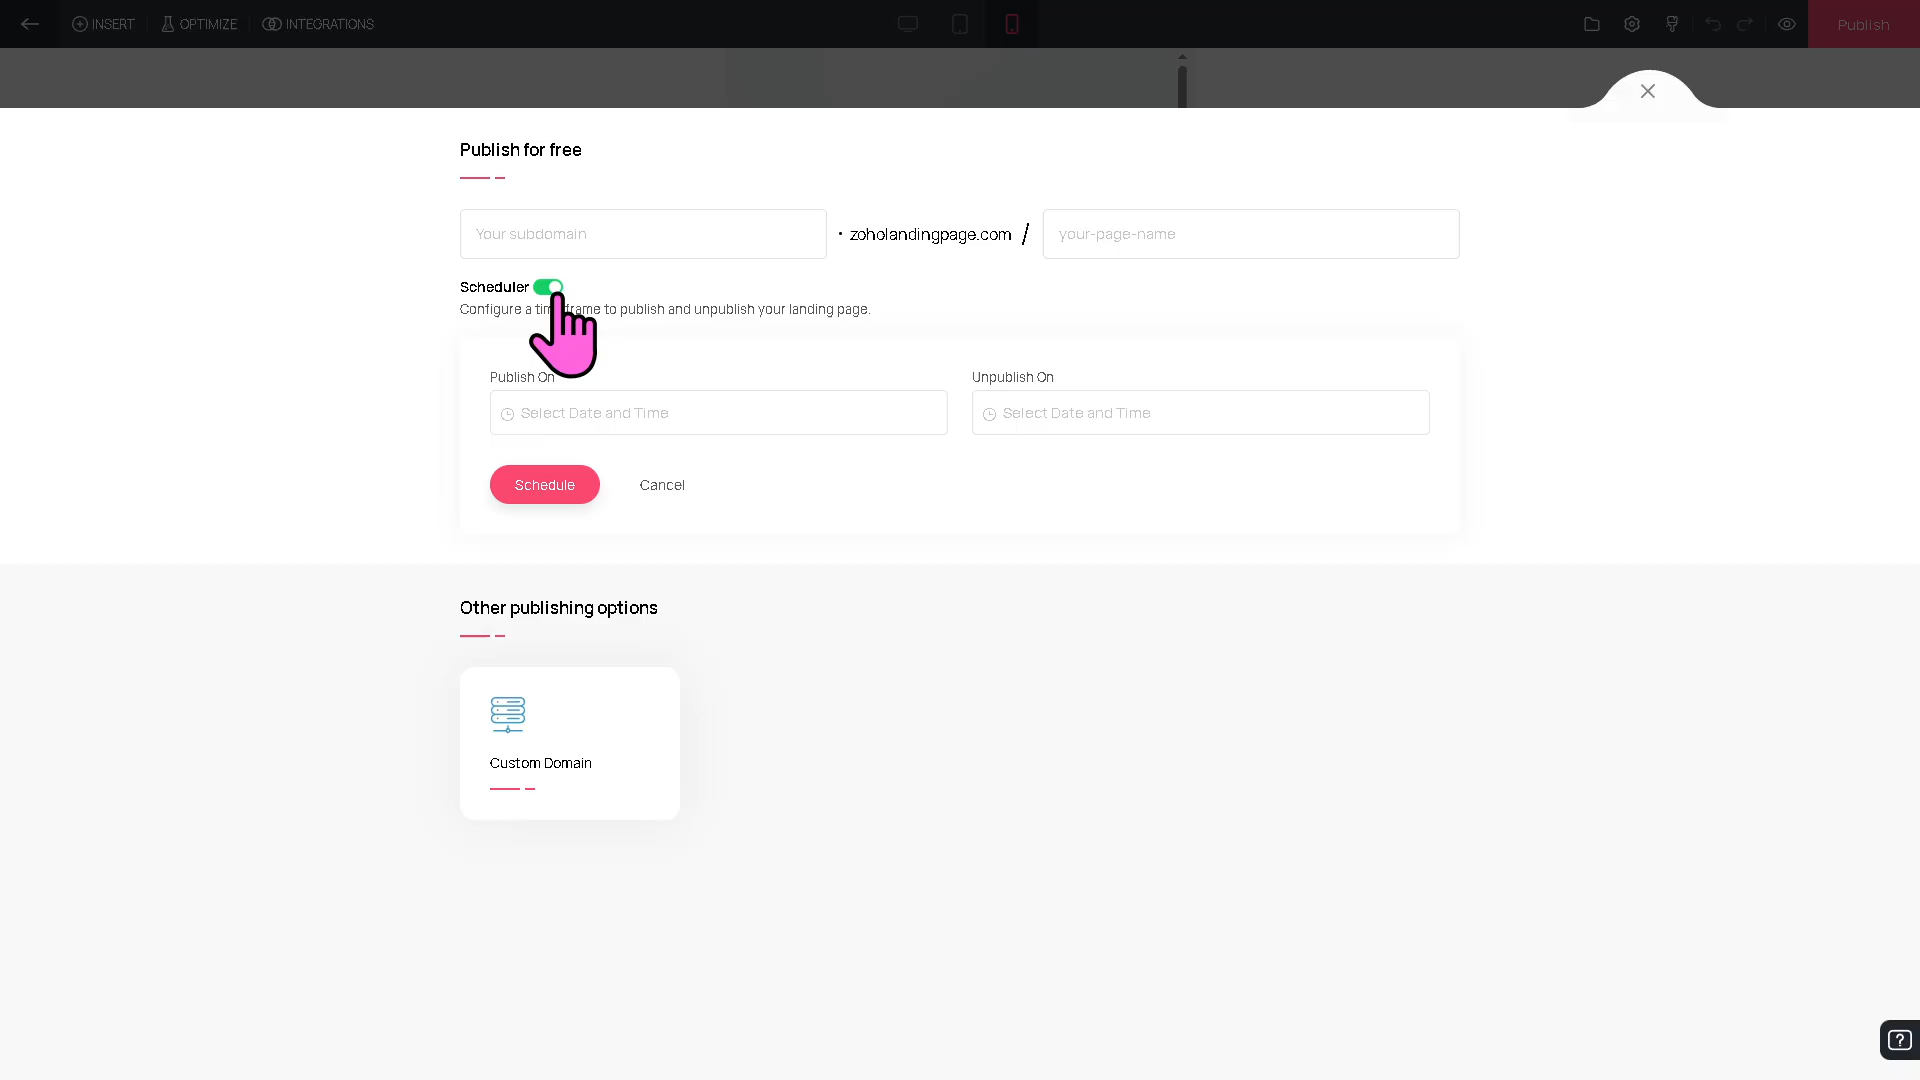 INSERT
OPTIMIZE
INTEGRATIONS
Publish
Publish for free
Your subdomain
· zoholandingpage.com /
your-page-name
Scheduler
Configure a tim frame to publish and unpublish your landing page.
Publish On
Unpublish On
Select Date and Time
Select Date and Time
Schedule
Cancel
Other publishing options
Custom Domain
?